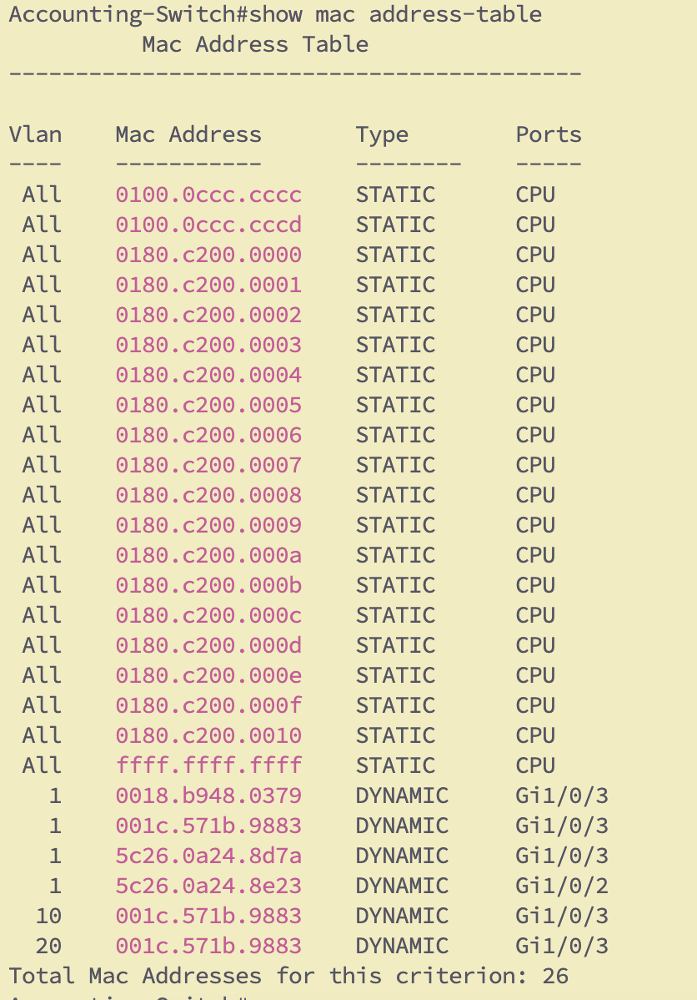 Accounting-Switch#show mac address-table
Mac Address Table
-------------------------------------------
Vlan    Mac Address       Type        Ports
----    -----------       --------    -----
All    0100.0ccc.cccc    STATIC      CPU
All    0100.0ccc.cccd    STATIC      CPU
All    0180.c200.0000    STATIC      CPU
All    0180.c200.0001    STATIC      CPU
All    0180.c200.0002    STATIC      CPU
All    0180.c200.0003    STATIC      CPU
All    0180.c200.0004    STATIC      CPU
All    0180.c200.0005    STATIC      CPU
All    0180.c200.0006    STATIC      CPU
All    0180.c200.0007    STATIC      CPU
All    0180.c200.0008    STATIC      CPU
All    0180.c200.0009    STATIC      CPU
All    0180.c200.000a    STATIC      CPU
All    0180.c200.000b    STATIC      CPU
All    0180.c200.000c    STATIC      CPU
All    0180.c200.000d    STATIC      CPU
All    0180.c200.000e    STATIC      CPU
All    0180.c200.000f    STATIC      CPU
All    0180.c200.0010    STATIC      CPU
All    ffff.ffff.ffff    STATIC      CPU
1    0018.b948.0379    DYNAMIC     Gi1/0/3
1    001c.571b.9883    DYNAMIC     Gi1/0/3
1    5c26.0a24.8d7a    DYNAMIC     Gi1/0/3
1    5c26.0a24.8e23    DYNAMIC     Gi1/0/2
10    001c.571b.9883    DYNAMIC     Gi1/0/3
20    001c.571b.9883    DYNAMIC     Gi1/0/3
Total Mac Addresses for this criterion: 26